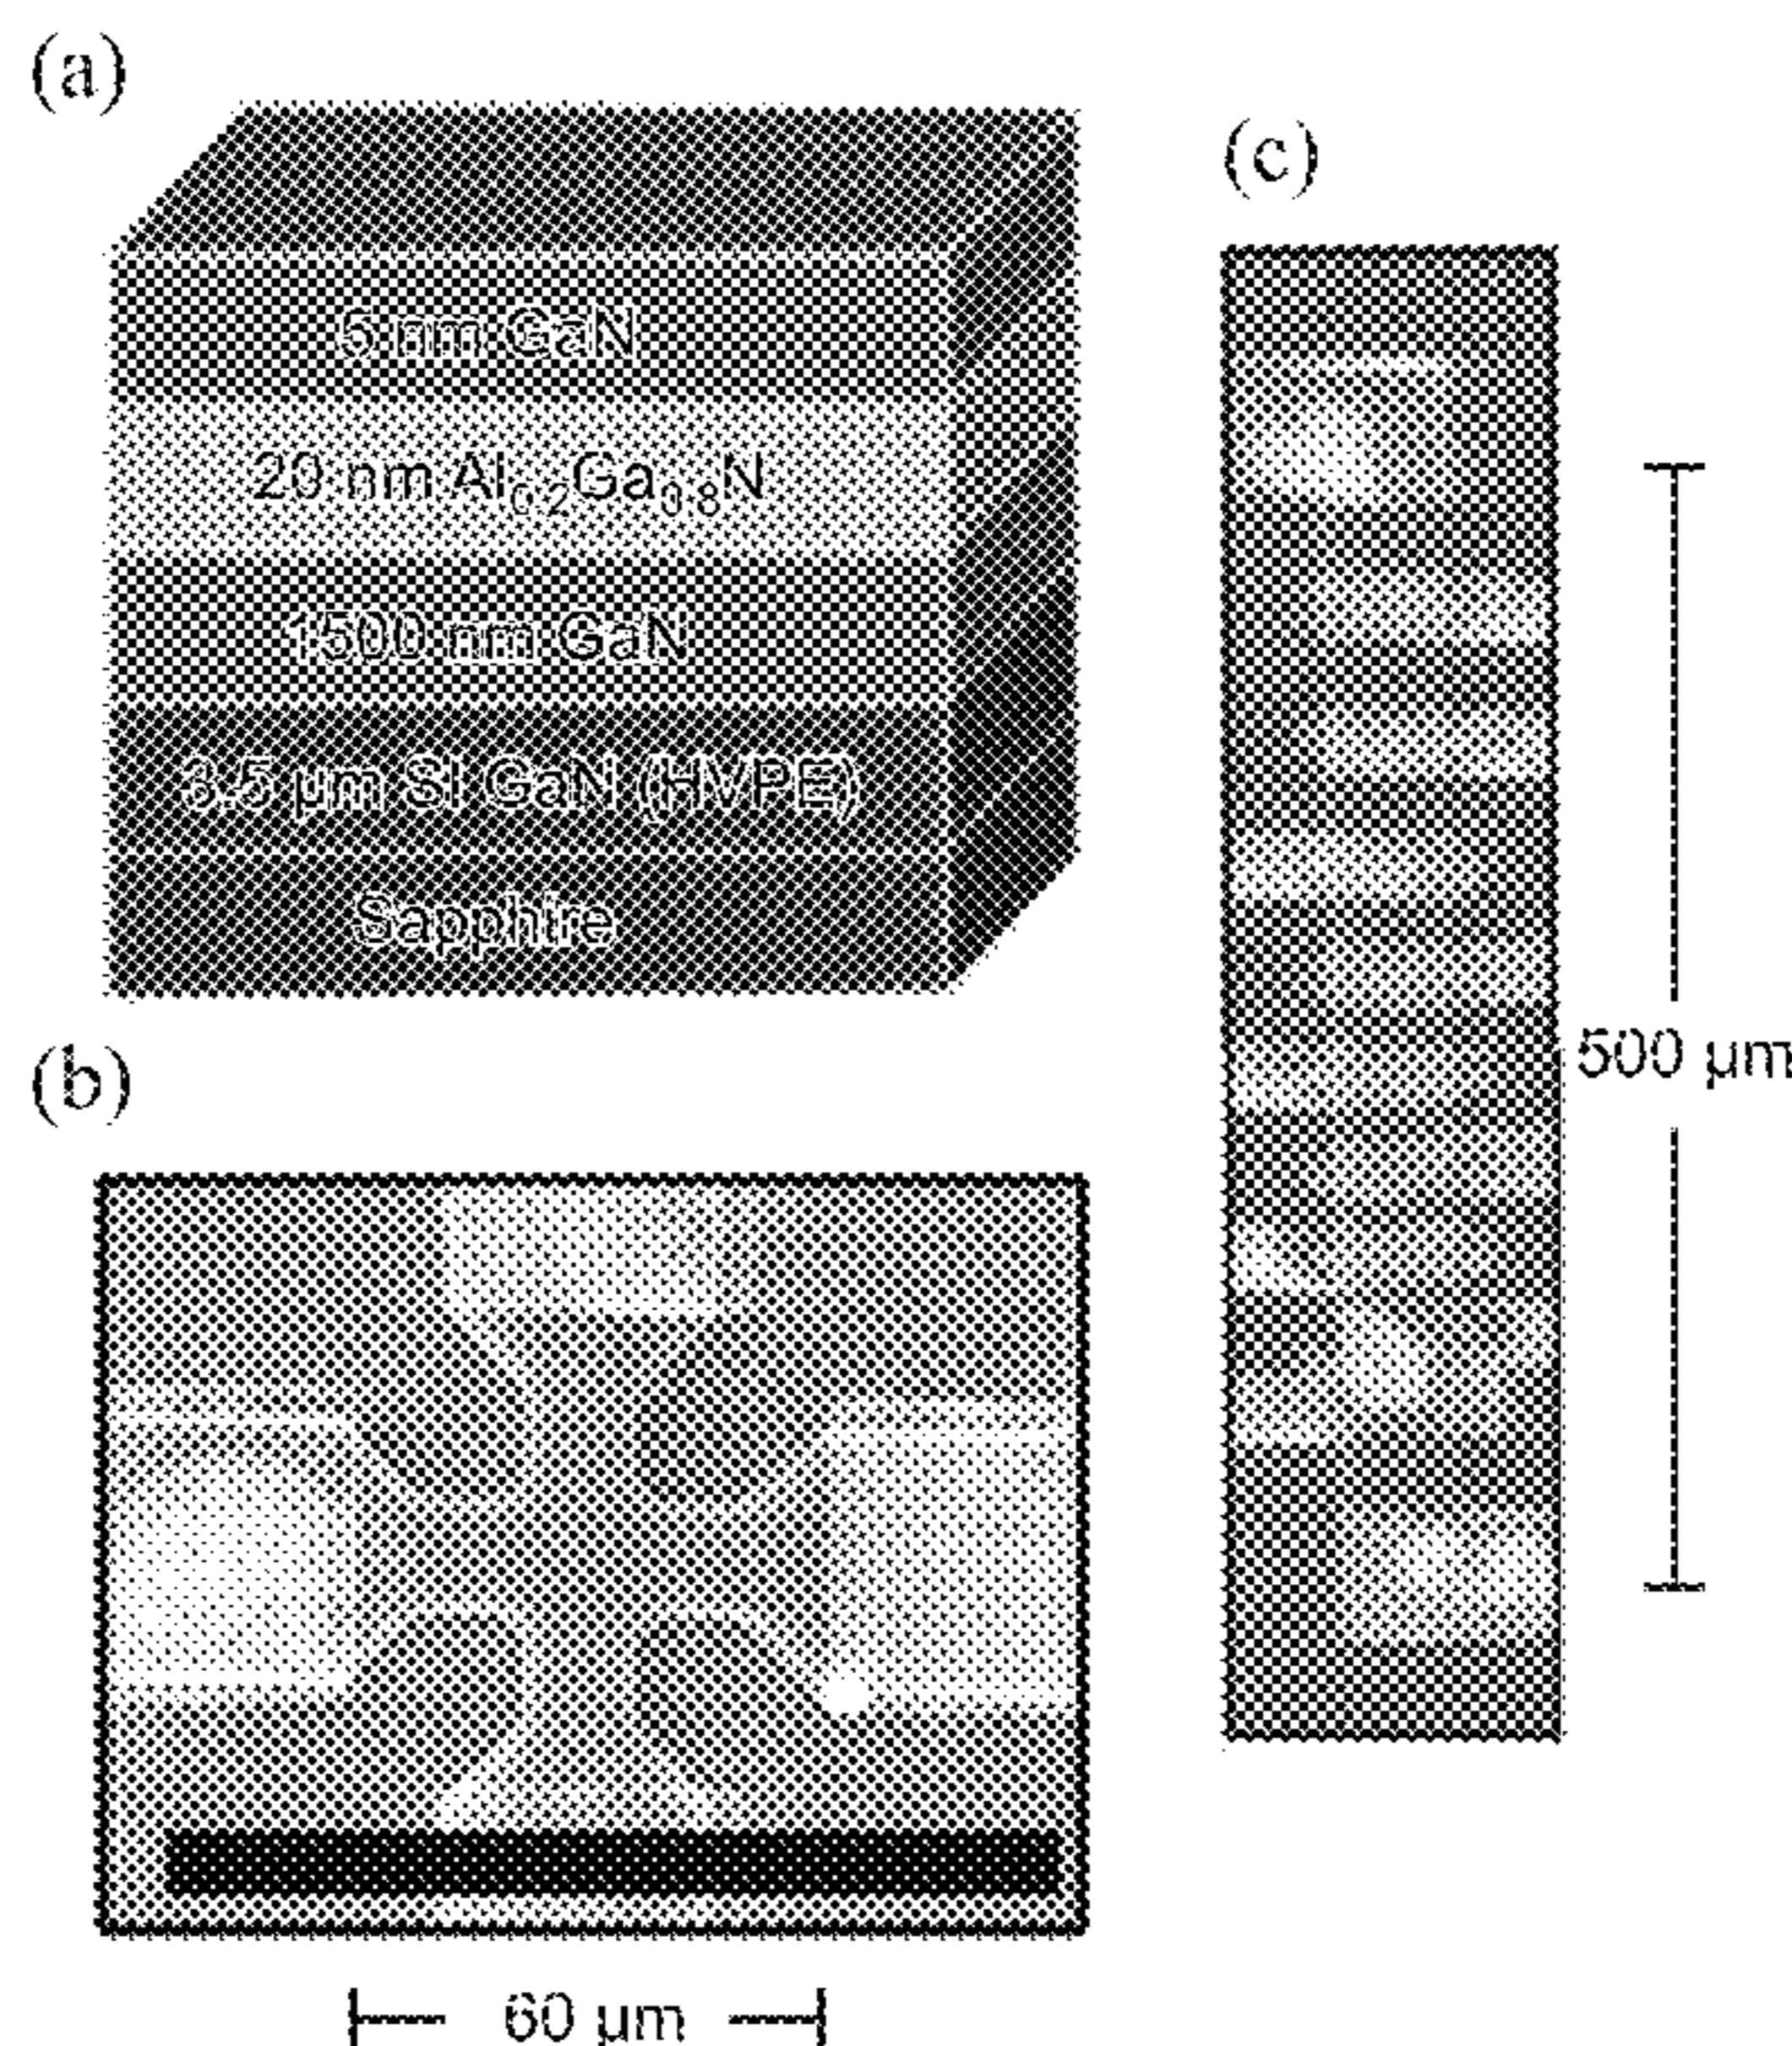 (a)
5 nm GaN
20 nm Al0.2Ga0.8N
1500 nm GaN
3.5 µm SI GaN (HVPE)
Sapphire
(b)
60 µm
(c)
500 µm